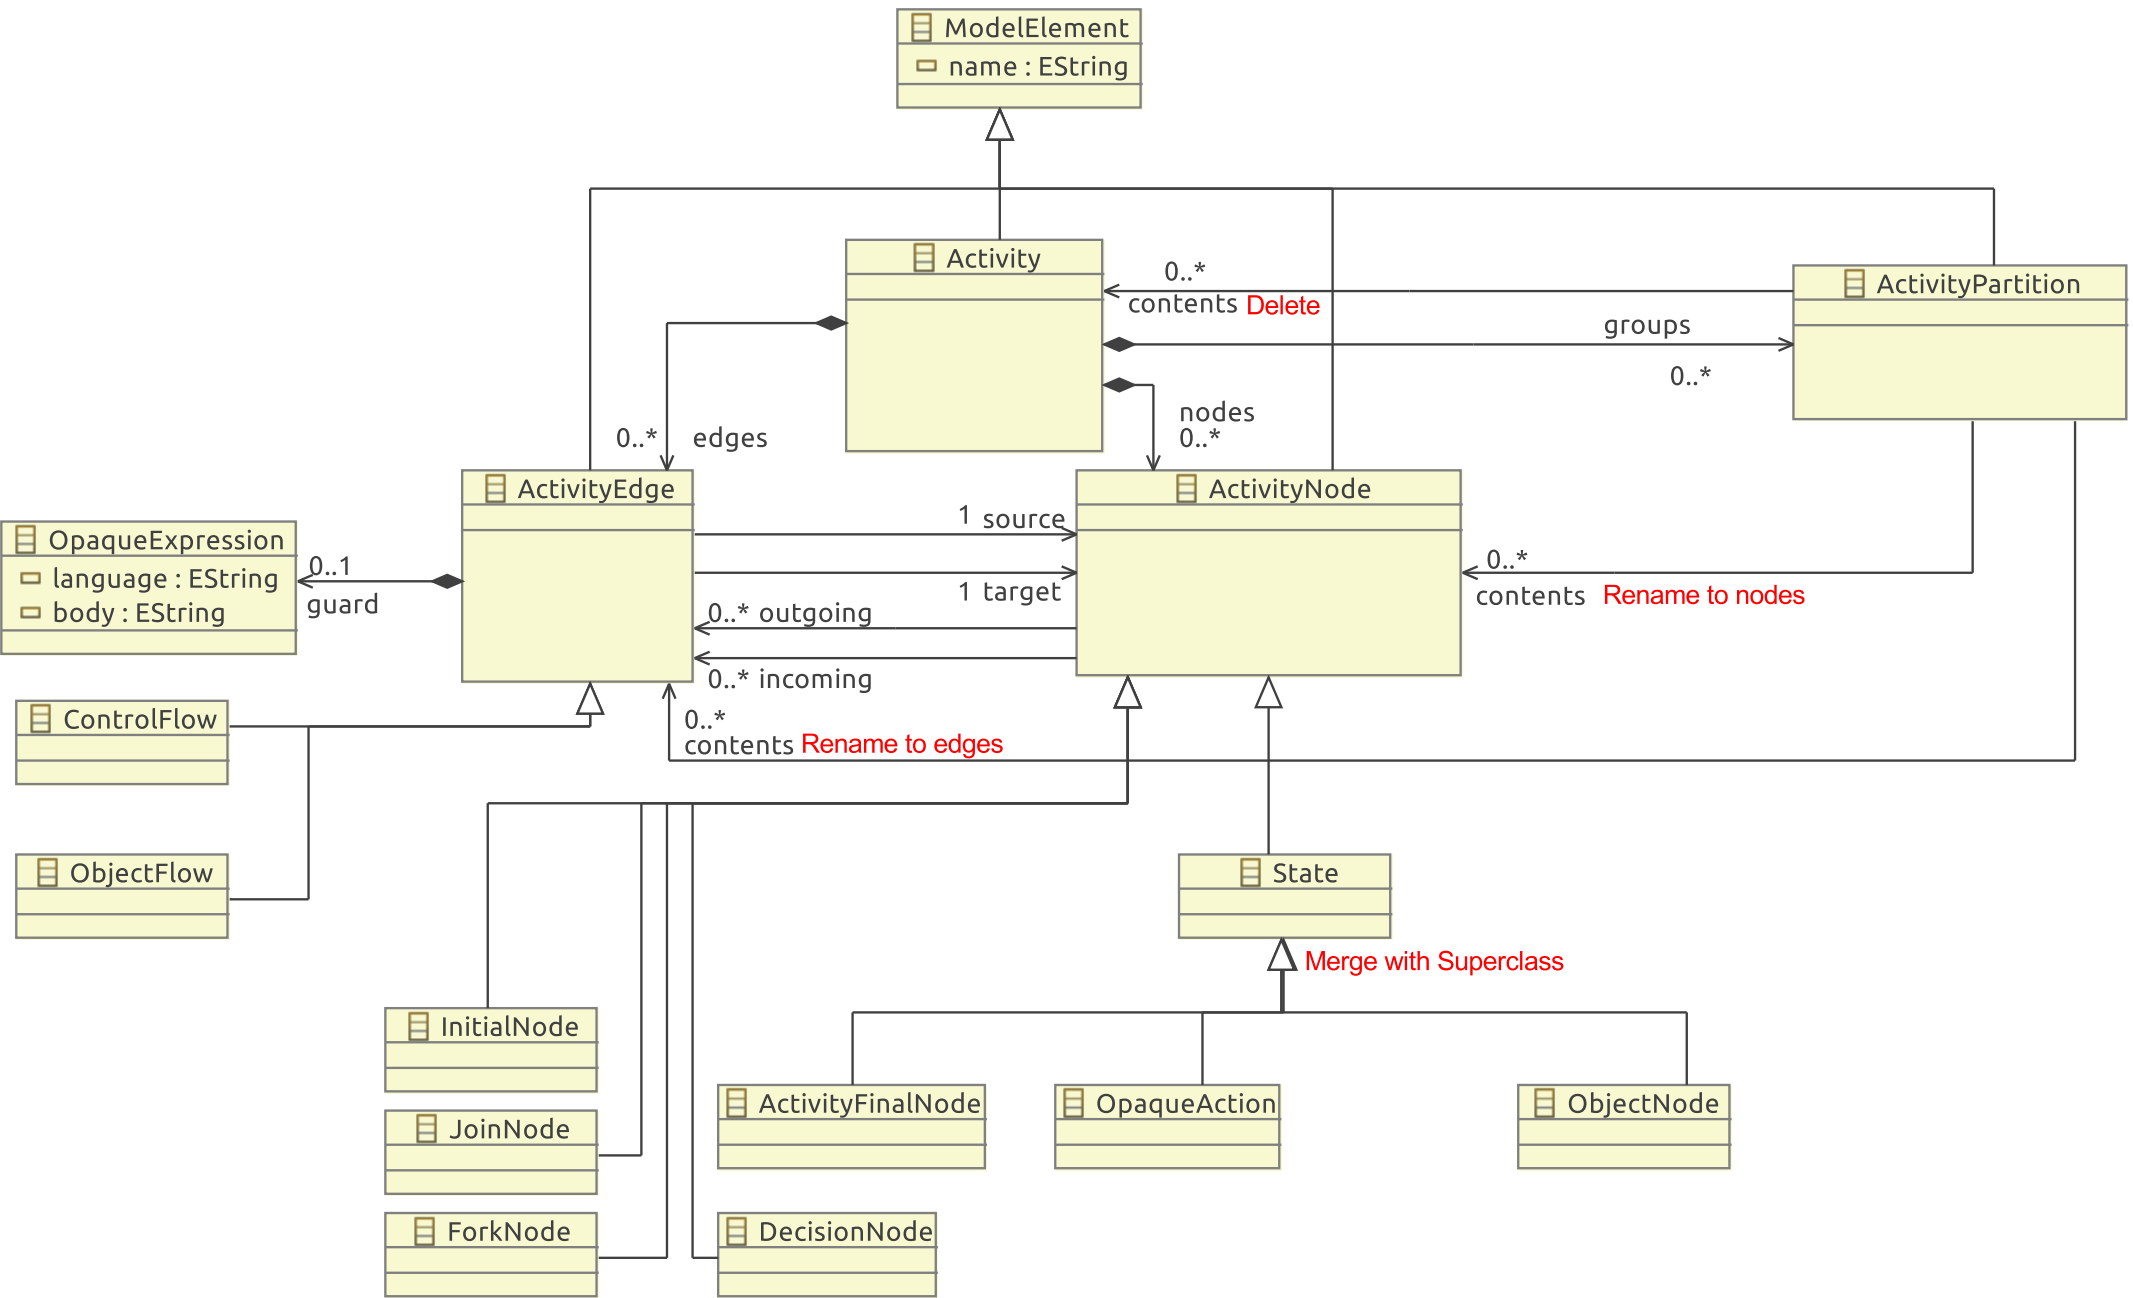 ModelElement
name : EString
Activity
0..*
contents Delete
ActivityPartition
groups
0..*
nodes
0..*
0..* edges
ActivityEdge
ActivityNode
1 source
OpaqueExpression
language : EString
body : EString
0..1
guard
0..*
contents Rename to nodes
1 target
0..* outgoing
0..* incoming
ControlFlow
0..*
contents Rename to edges
ObjectFlow
State
Merge with Superclass
InitialNode
ActivityFinalNode
OpaqueAction
ObjectNode
JoinNode
ForkNode
DecisionNode